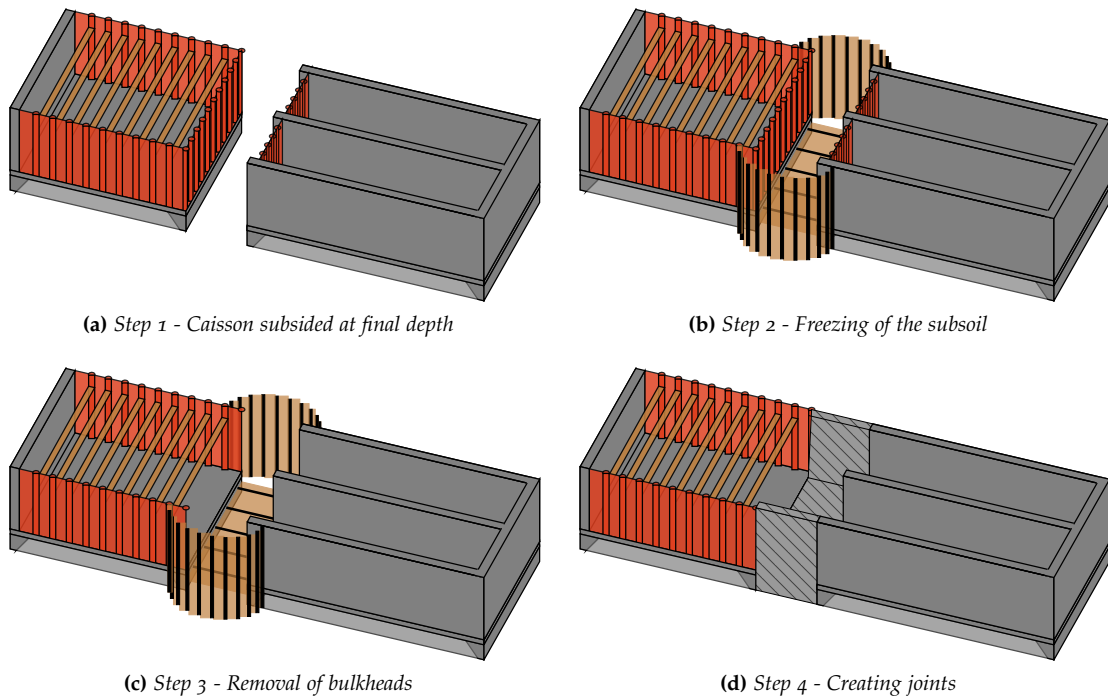 (a) Step 1 - Caisson subsided at final depth
(b) Step 2 - Freezing of the subsoil
(c) Step 3 - Removal of bulkheads
(d) Step 4 - Creating joints